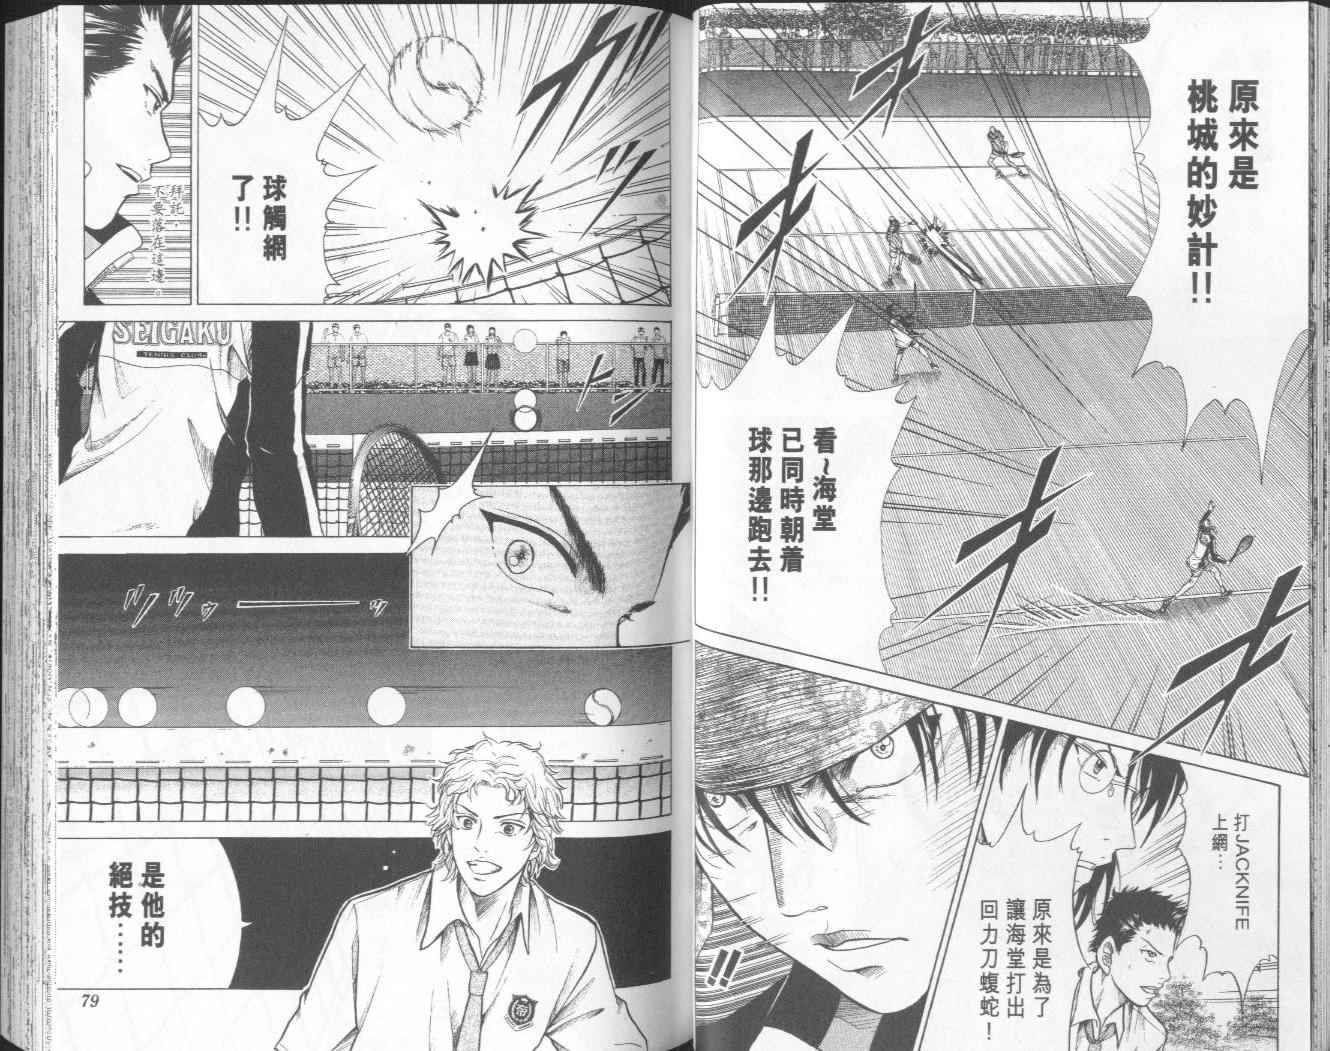 原來是
桃城的妙計!!
看~海堂
已同時朝着
球那邊跑去!!
打JACKNIFE
上網…
原來是為了
讓海堂打出
回力刀蝮蛇!
!!
球觸網
了!!
拜託,
不要落在這邊。
SEIGAKU
TENNIS CLUB
是他的
絕技……
帝
79